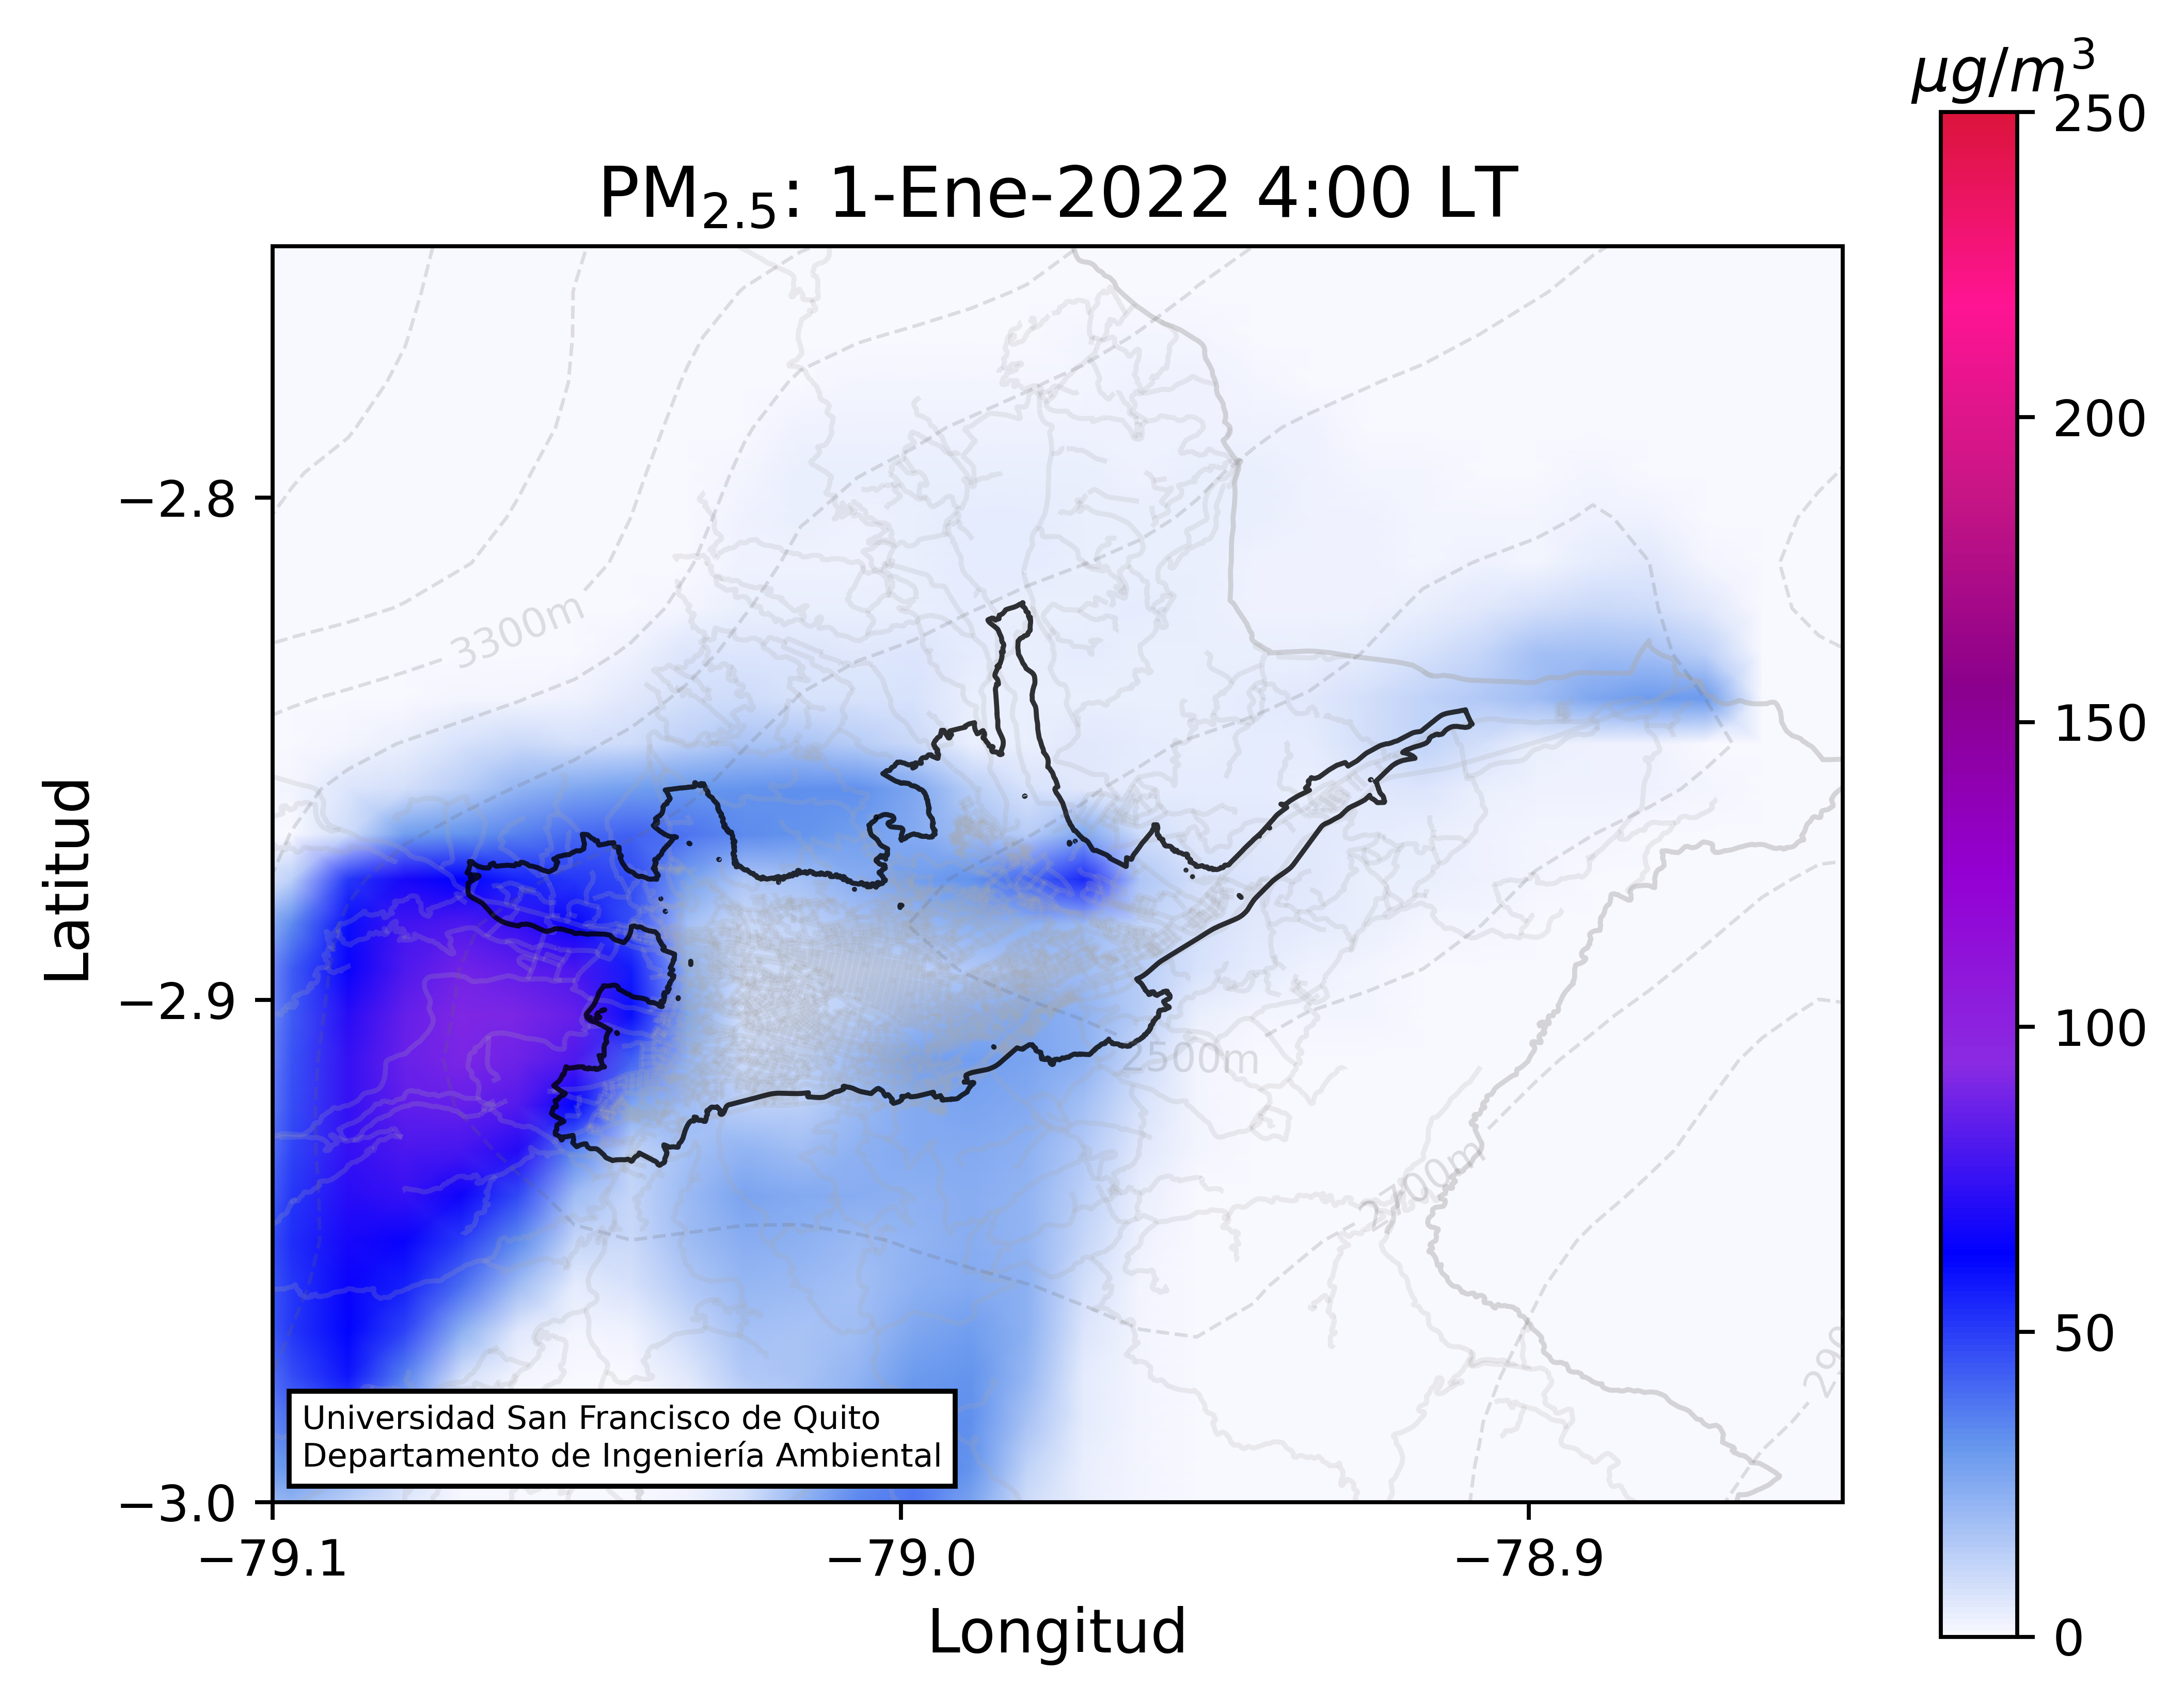 μg/m³
PM₂.₅: 1-Ene-2022 4:00 LT
250
200
150
100
50
0
Latitud
−2.8
−2.9
−3.0
3300m
2500m
2700m
Universidad San Francisco de Quito
Departamento de Ingeniería Ambiental
−79.1
−79.0
−78.9
Longitud